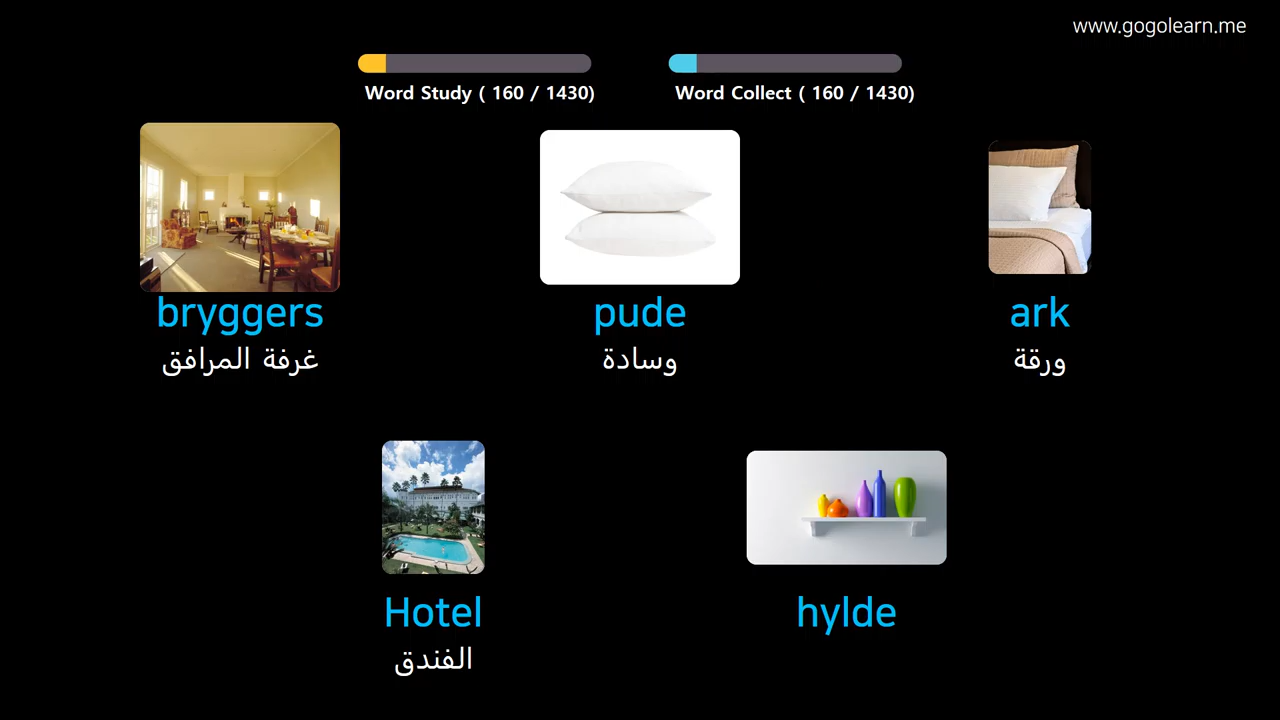 www.gogolearn.me
Word Study ( 160 / 1430)
Word Collect ( 160 / 1430)
bryggers
غرفة المرافق
pude
وسادة
ark
ورقة
Hotel
الفندق
hylde